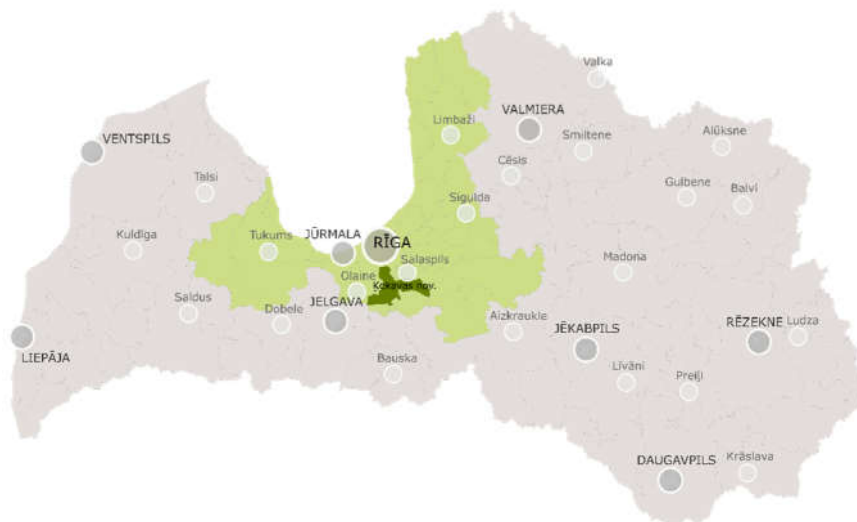 Valka
VALMIERA
Limbaži
Smiltene
Alūksne
VENTSPILS
Cēsis
Talsi
Gulbene
Balvi
Sigulda
JŪRMALA
RĪGA
Kuldīga
Tukums
Salaspils
Madona
Olaine
Ķekavas nov.
JELGAVA
Saldus
Dobele
Aizkraukle
JĒKABPILS
RĒZEKNE
Ludza
LIEPĀJA
Bauska
Līvāni
Preiļi
DAUGAVPILS
Krāslava